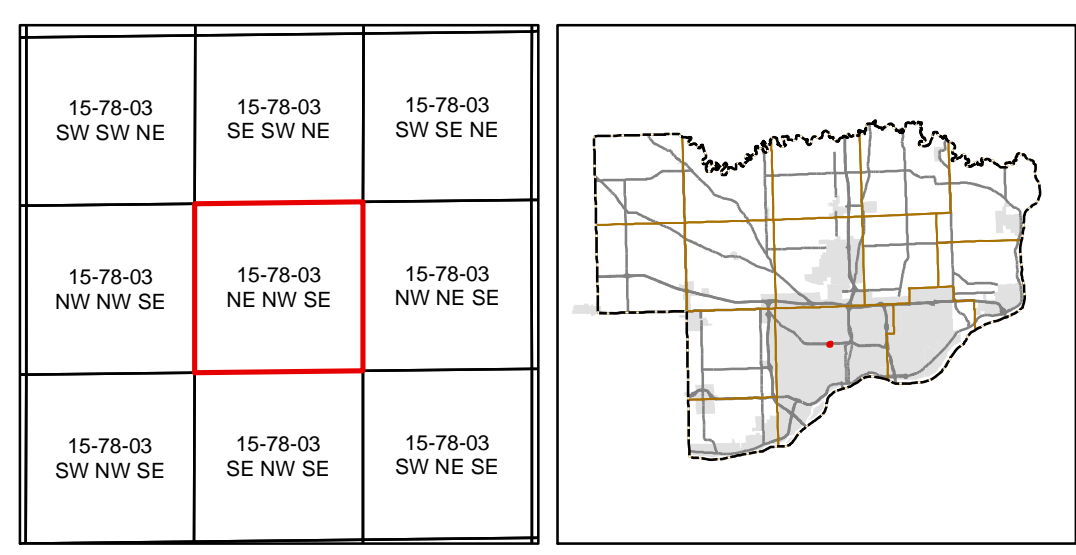 15-78-03
SW SW NE
15-78-03
SE SW NE
15-78-03
SW SE NE
15-78-03
NW NW SE
15-78-03
NE NW SE
15-78-03
NW NE SE
15-78-03
SW NW SE
15-78-03
SE NW SE
15-78-03
SW NE SE